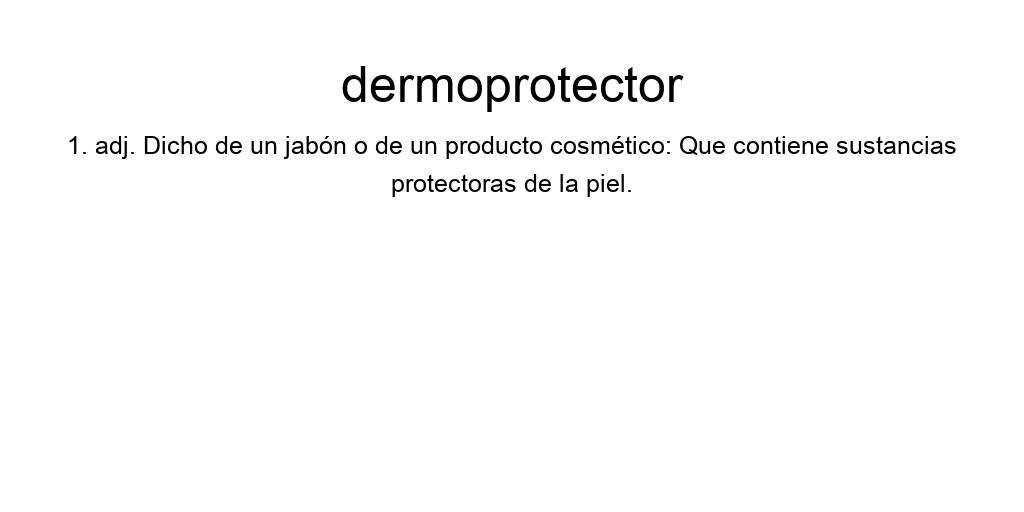 dermoprotector
1. adj. Dicho de un jabón o de un producto cosmético: Que contiene sustancias
protectoras de la piel.